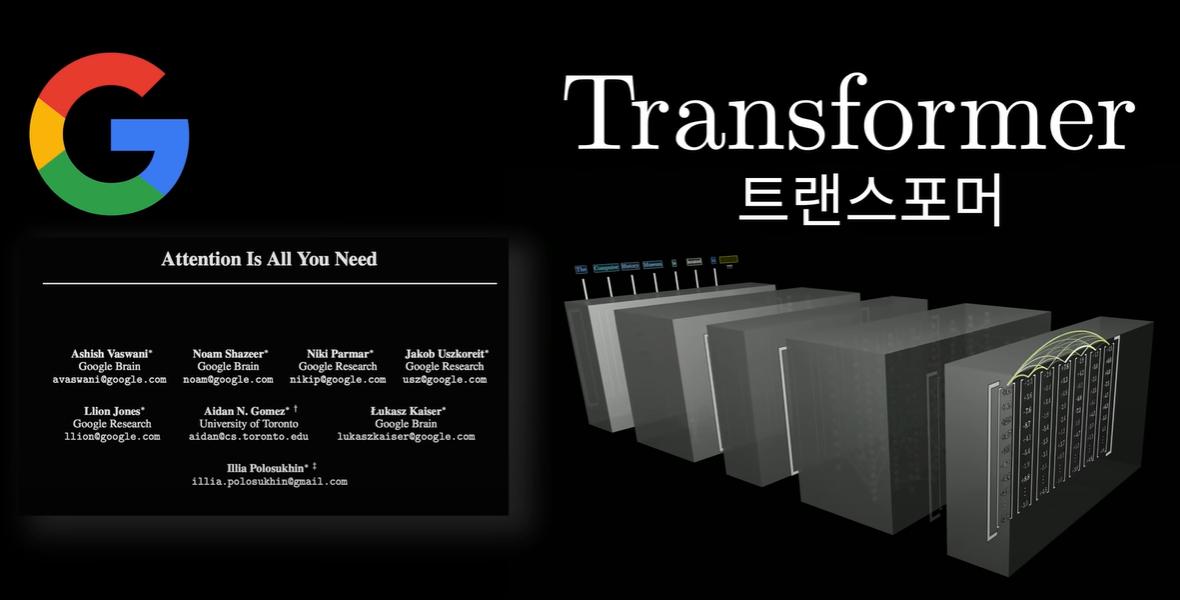 Transformer
트랜스포머
Attention Is All You Need
Ashish Vaswani* Noam Shazeer* Niki Parmar* Jakob Uszkoreit*
Google Brain Google Brain Google Research Google Research
avaswani@google.com noam@google.com nikip@google.com usz@google.com
Llion Jones* Aidan N. Gomez* † Łukasz Kaiser*
Google Research University of Toronto Google Brain
llion@google.com aidan@cs.toronto.edu lukaszkaiser@google.com
Illia Polosukhin* ‡
illia.polosukhin@gmail.com
The Computer History Museum